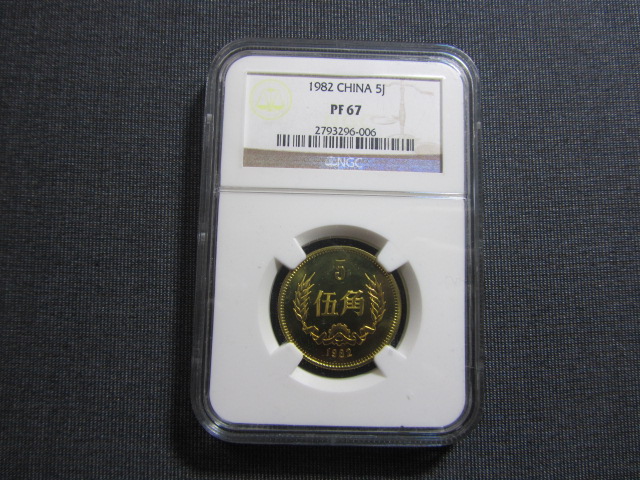 1982 CHINA 5J
PF 67
2793296-006
NGC
5
伍角
1982